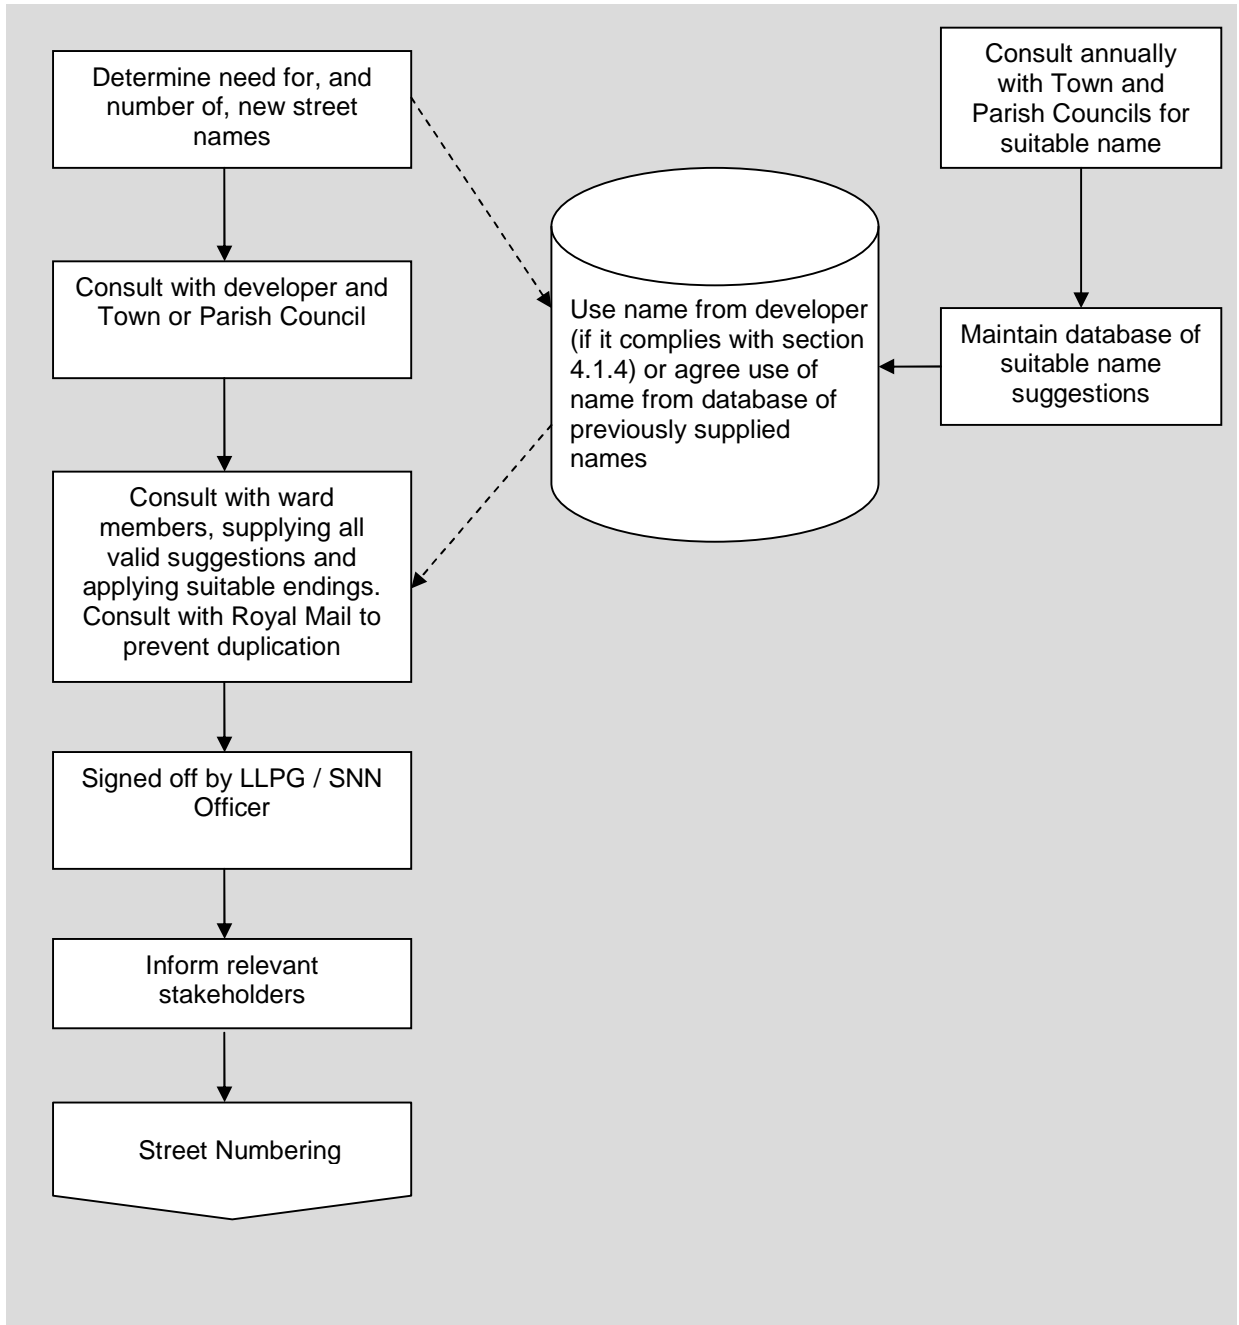 Determine need for, and
number of, new street
names
Consult annually
with Town and
Parish Councils for
suitable name
Consult with developer and
Town or Parish Council
Use name from developer
(if it complies with section
4.1.4) or agree use of
name from database of
previously supplied
names
Maintain database of
suitable name
suggestions
Consult with ward
members, supplying all
valid suggestions and
applying suitable endings.
Consult with Royal Mail to
prevent duplication
Signed off by LLPG / SNN
Officer
Inform relevant
stakeholders
Street Numbering